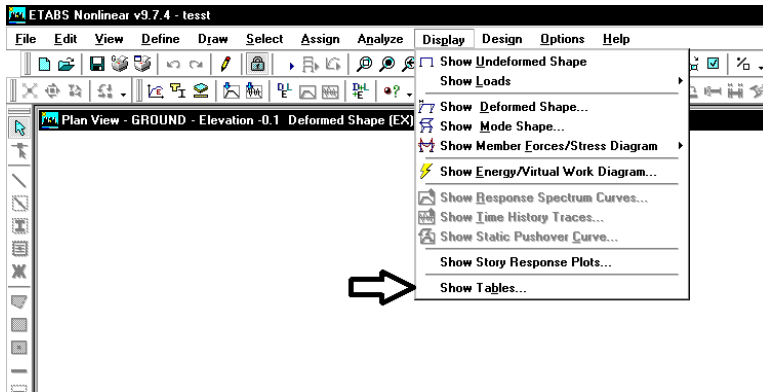 ETABS Nonlinear v9.7.4 - tesst
File Edit View Define Draw Select Assign Analyze Display Design Options Help
Show Undeformed Shape
Show Loads
Plan View - GROUND - Elevation -0.1 Deformed Shape (EX)
Show Deformed Shape...
Show Mode Shape...
Show Member Forces/Stress Diagram
Show Energy/Virtual Work Diagram...
Show Response Spectrum Curves...
Show Time History Traces...
Show Static Pushover Curve...
Show Story Response Plots...
Show Tables...